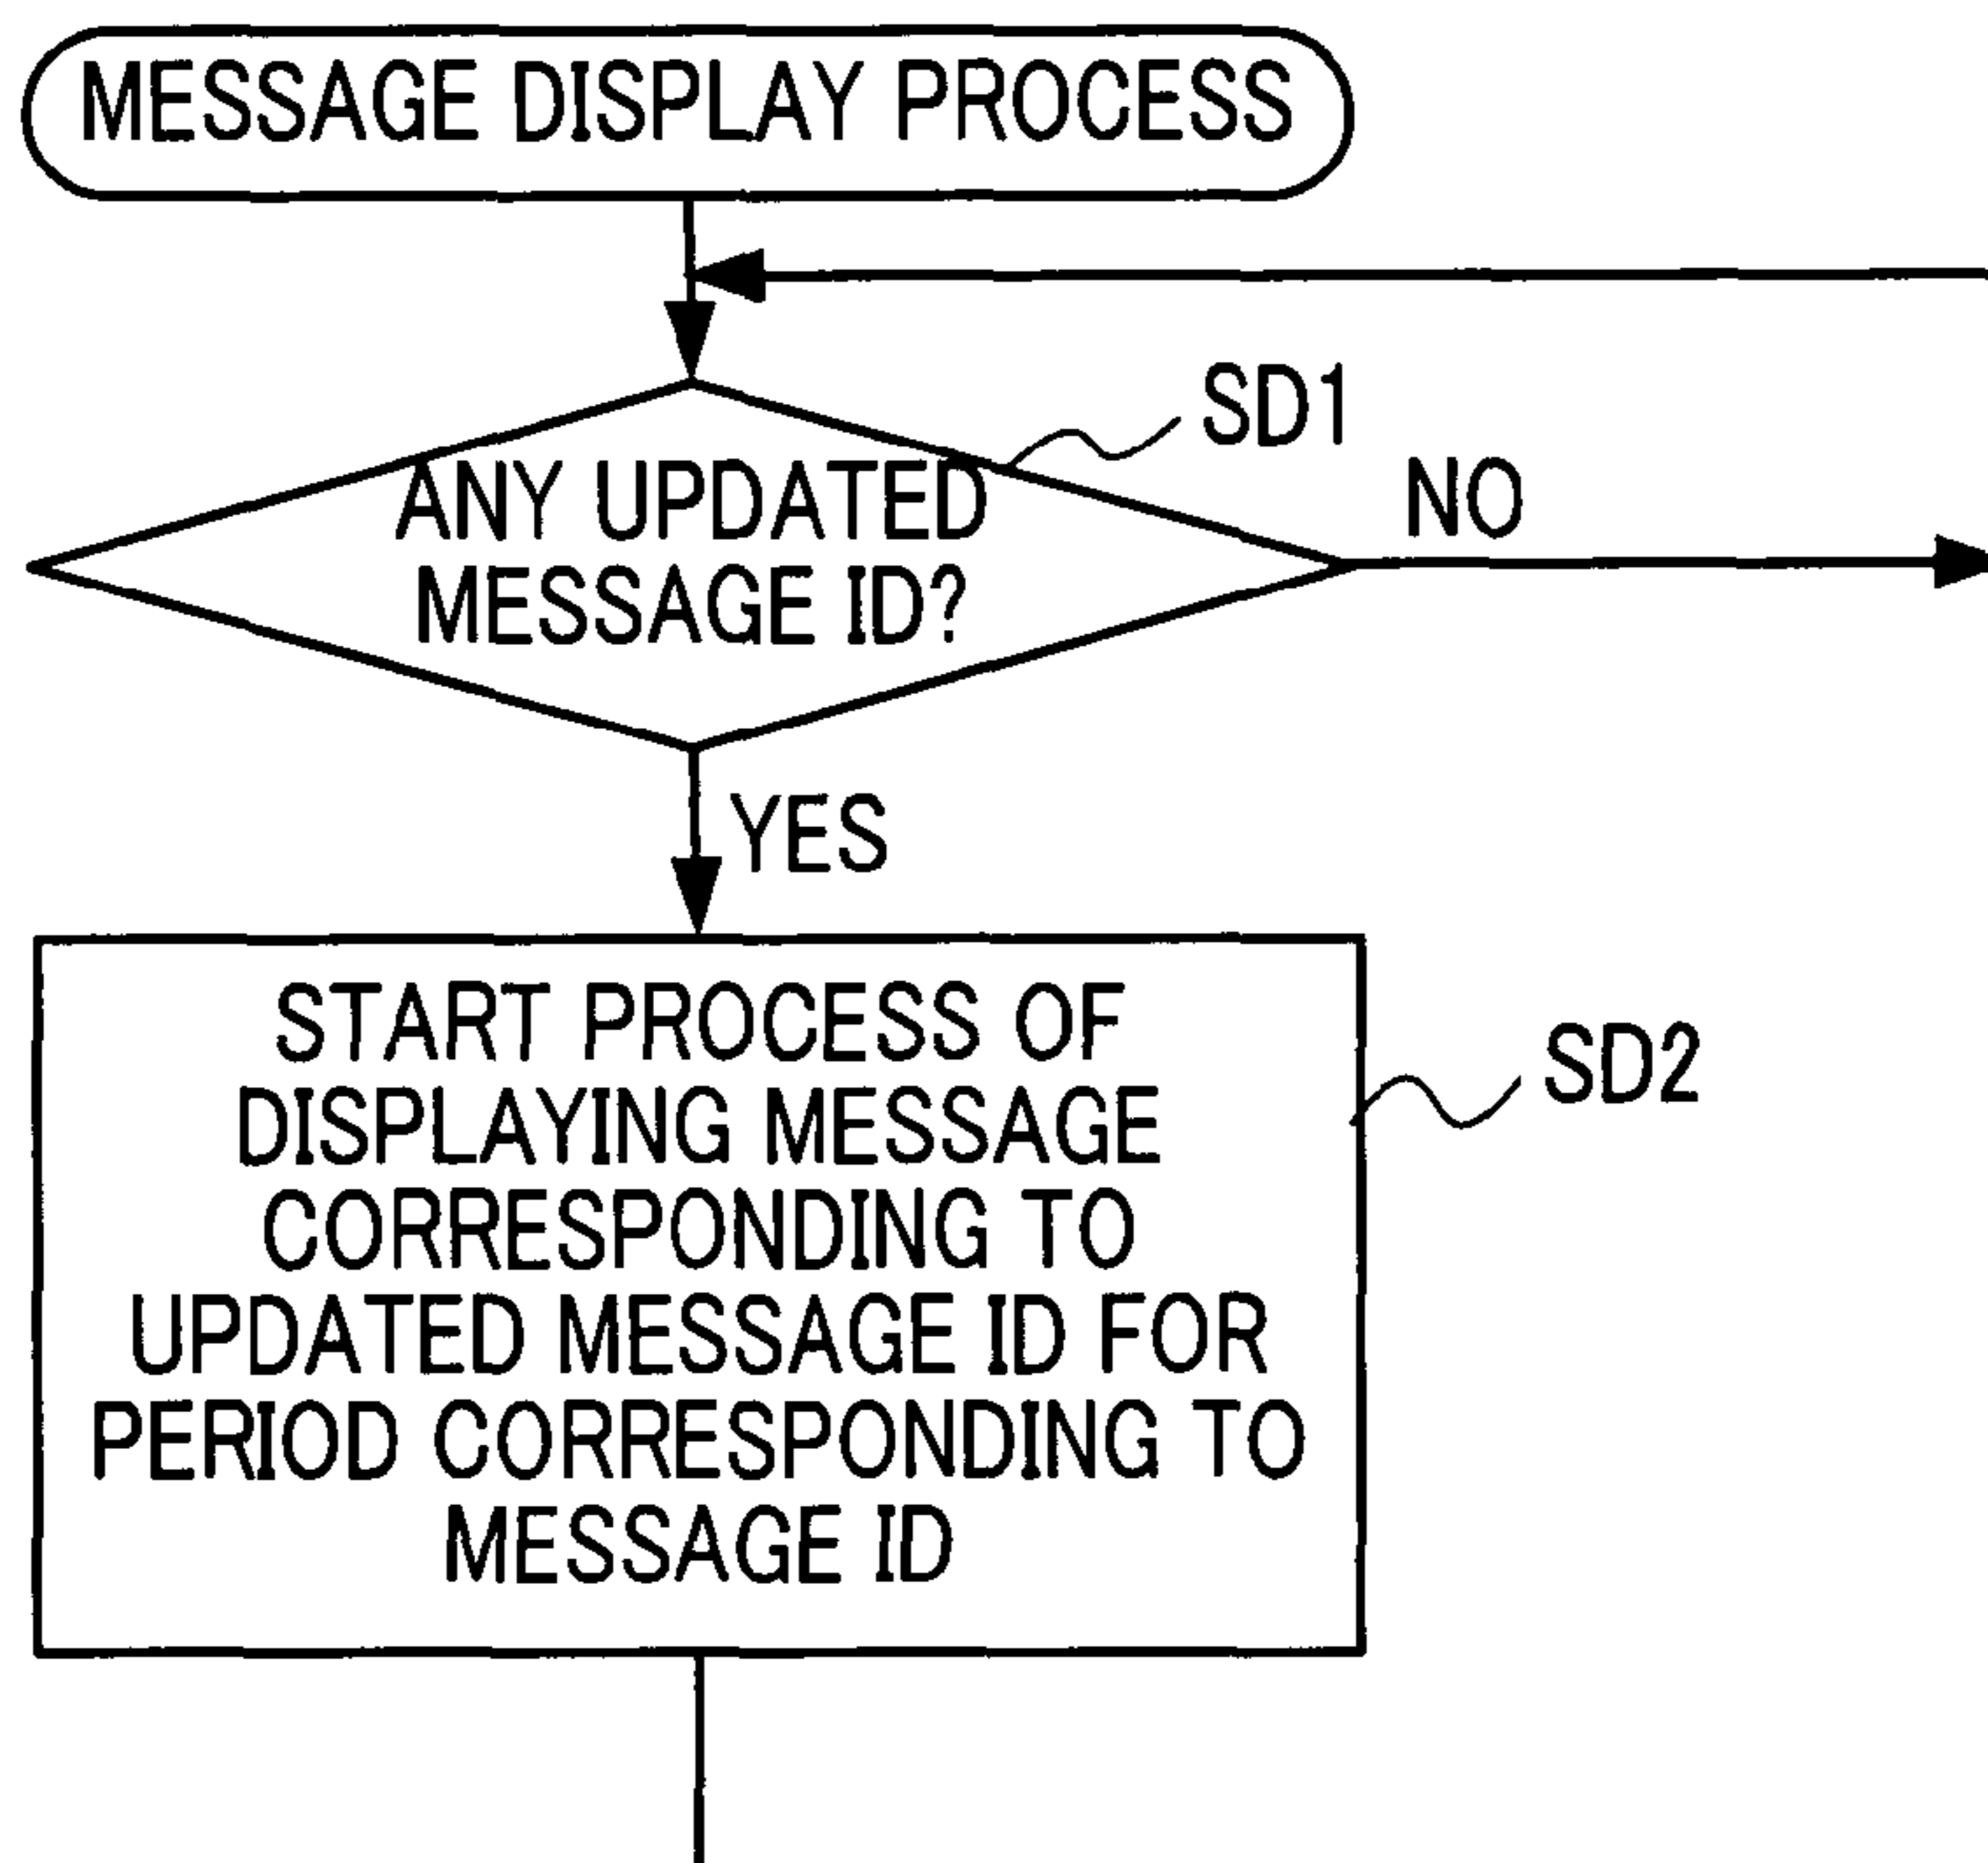 MESSAGE DISPLAY PROCESS
SD1
ANY UPDATED
MESSAGE ID?
NO
YES
START PROCESS OF
DISPLAYING MESSAGE
CORRESPONDING TO
UPDATED MESSAGE ID FOR
PERIOD CORRESPONDING TO
MESSAGE ID
SD2